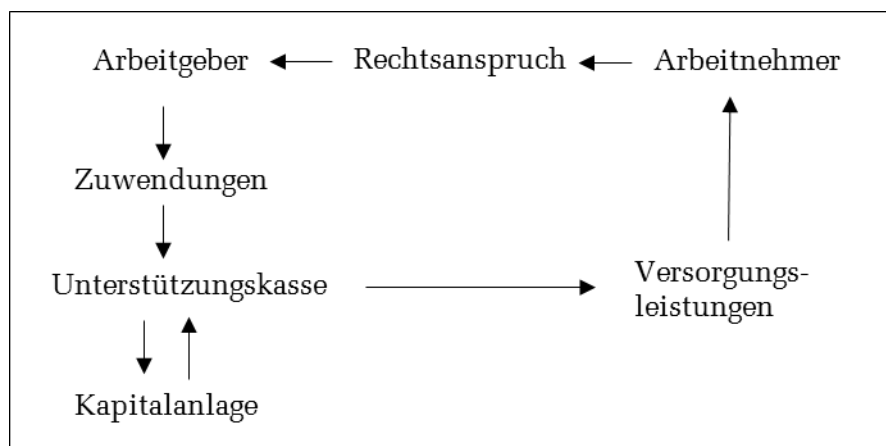 Arbeitgeber Rechtsanspruch Arbeitnehmer
Zuwendungen
Unterstützungskasse
Versorgungs-
leistungen
Kapitalanlage